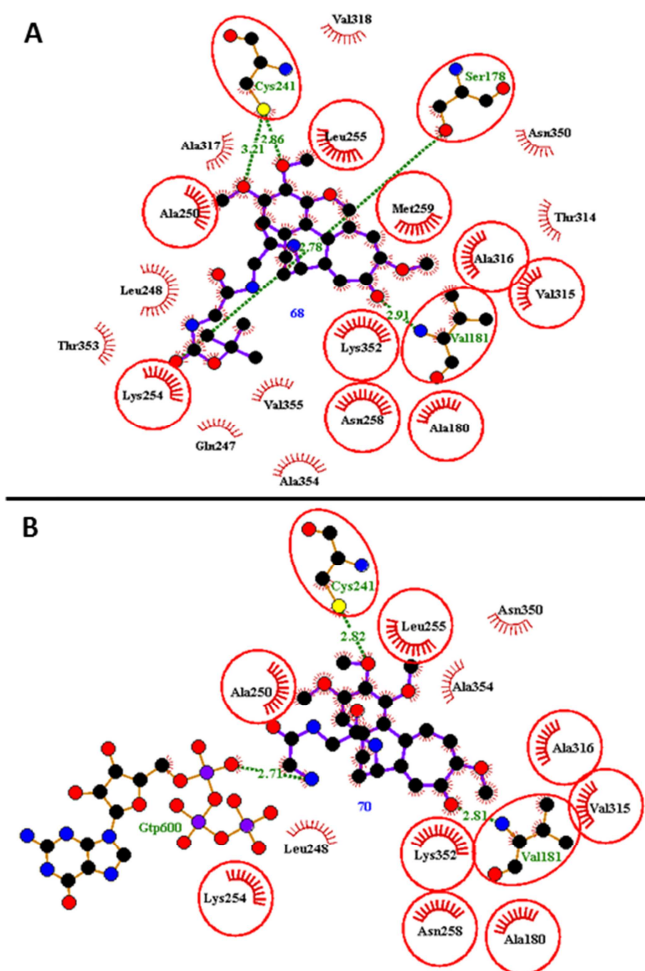 A
Val318
Cys241
Ser178
Ala317
3.21
2.86
Leu255
Asn350
Ala250
Met259
Thr314
2.78
Ala316
Leu248
68
Val315
2.91
Thr353
Lys352
Val181
Lys254
Val355
Asn258
Ala180
Gln247
Ala354
B
Cys241
Leu255
Asn350
2.82
Ala250
Ala354
Ala316
2.71
70
2.81
Val315
Gtp600
Leu248
Lys352
Val181
Lys254
Asn258
Ala180